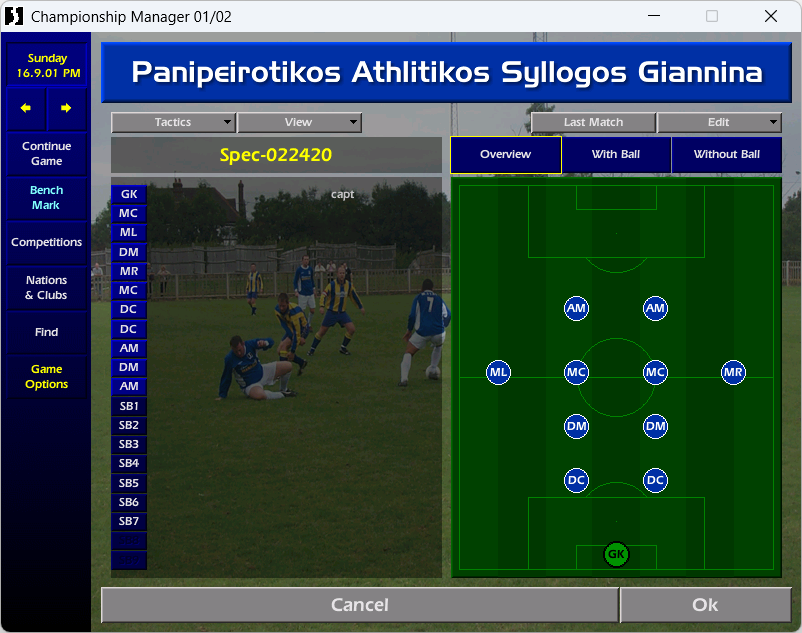 Championship Manager 01/02
Sunday
16.9.01 PM
Panipeirotikos Athlitikos Syllogos Giannina
Tactics
View
Last Match
Edit
Continue
Game
Bench
Mark
Competitions
Nations
& Clubs
Find
Game
Options
Spec-022420
Overview
With Ball
Without Ball
GK
capt
MC
ML
DM
MR
MC
DC
DC
AM
DM
AM
SB1
SB2
SB3
SB4
SB5
SB6
SB7
7
AM AM
ML MC MC MR
DM DM
DC DC
GK
Cancel
Ok